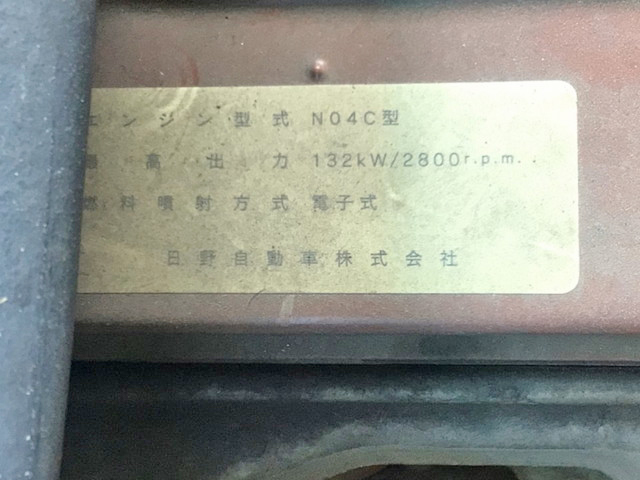 エンジン型式 N04C型
最高出力 132kW/2800r.p.m.
燃料噴射方式 電子式
日野自動車株式会社